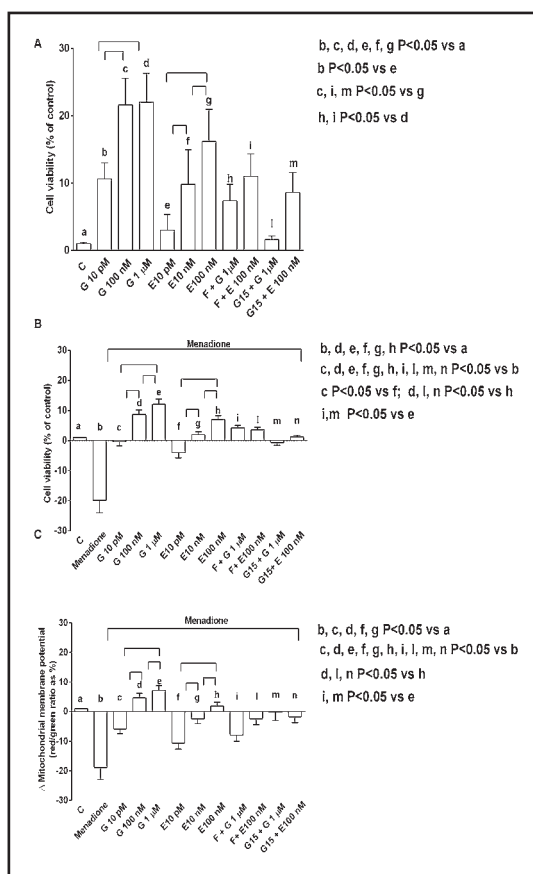 A
b, c, d, e, f, g P<0.05 vs a
b P<0.05 vs e
c, i, m P<0.05 vs g
h, i P<0.05 vs d
Cell viability (% of control)
30
20
10
0
a
b
c
d
e
f
g
h
i
l
m
C
G 10 pM
G 100 nM
G 1 µM
E10 pM
E10 nM
E100 nM
F + G 1µM
F + E 100 nM
G15 + G 1µM
G15+ E 100 nM
B
Menadione
b, d, e, f, g, h P<0.05 vs a
c, d, e, f, g, h, i, l, m, n P<0.05 vs b
c P<0.05 vs f; d, l, n P<0.05 vs h
i,m P<0.05 vs e
Cell viability (% of control)
30
20
10
0
-10
-20
-30
a
b
c
d
e
f
g
h
i
l
m
n
C
Menadione
G 10 pM
G 100 nM
G 1 µM
E10 pM
E10 nM
E100 nM
F + G 1 µM
F+ E100 nM
G15 + G 1µM
G15+ E 100 nM
C
Menadione
b, c, d, f, g P<0.05 vs a
c, d, e, f, g, h, i, l, m, n P<0.05 vs b
d, l, n P<0.05 vs h
i, m P<0.05 vs e
Δ Mitochondrial membrane potential
(red/green ratio as %)
30
20
10
0
-10
-20
-30
a
b
c
d
e
f
g
h
i
l
m
n
C
Menadione
G 10 pM
G 100 nM
G 1 µM
E10 pM
E10 nM
E100 nM
F + G 1 µM
F+ E100 nM
G15 + G 1 µM
G15 + E100 nM